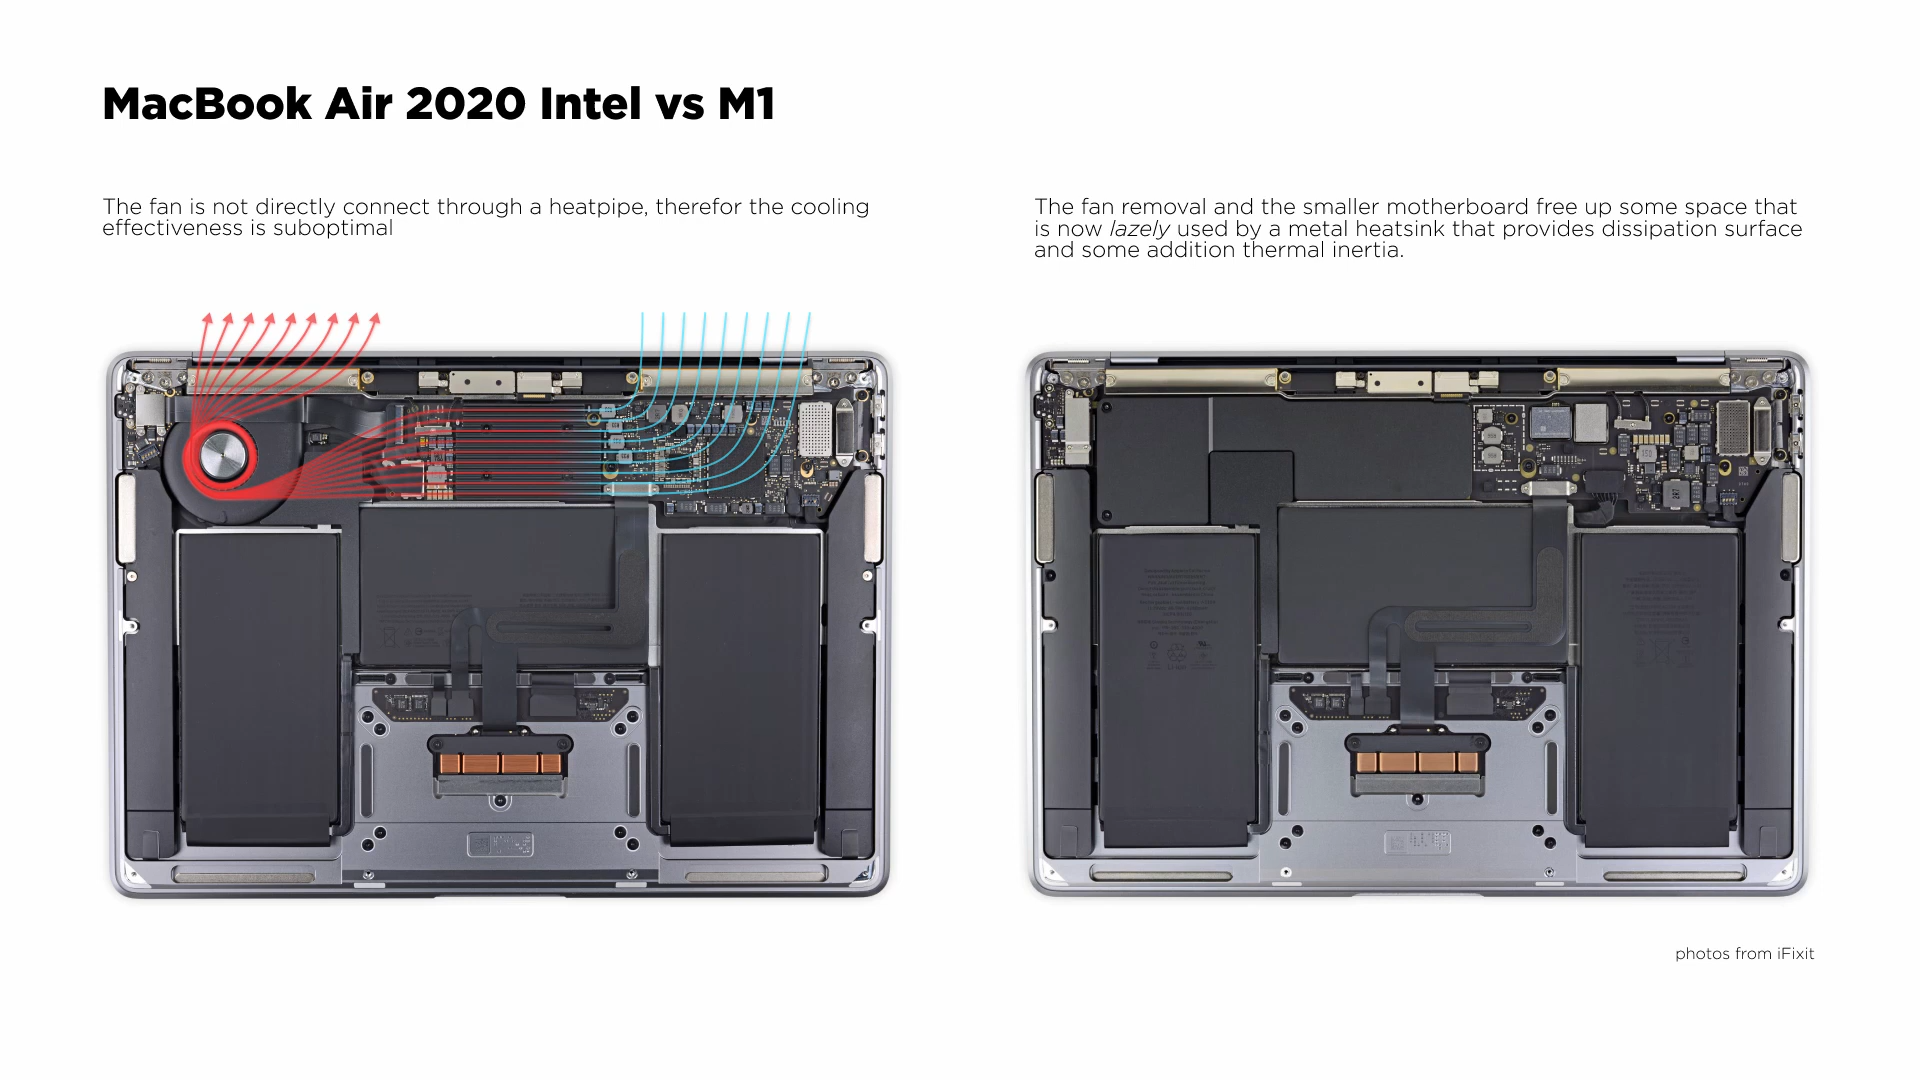 MacBook Air 2020 Intel vs M1
The fan is not directly connect through a heatpipe, therefor the cooling
effectiveness is suboptimal
The fan removal and the smaller motherboard free up some space that
is now lazely used by a metal heatsink that provides dissipation surface
and some addition thermal inertia.
photos from iFixit